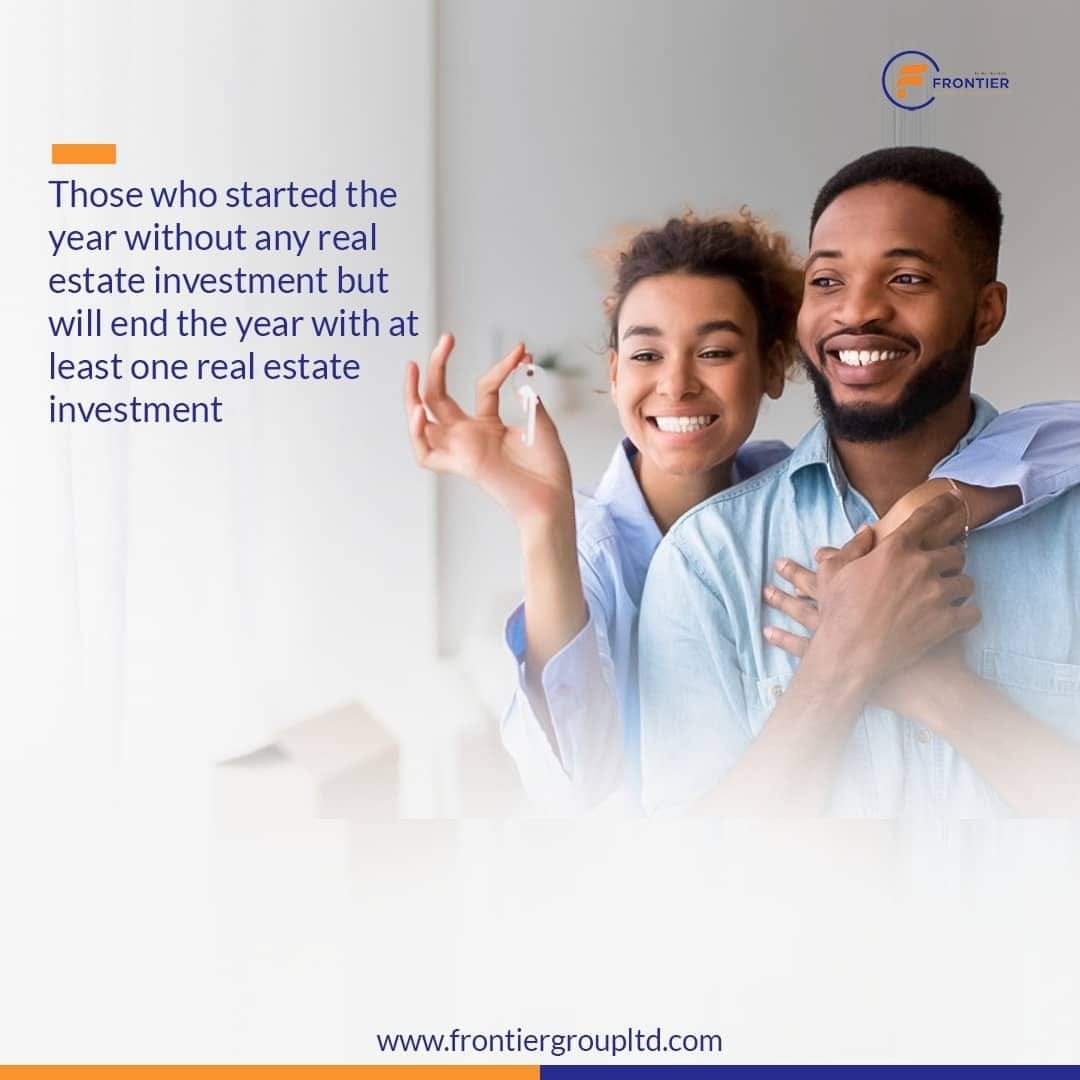 FRONTIER
Those who started the
year without any real
estate investment but
will end the year with at
least one real estate
investment
www.frontiergroupltd.com